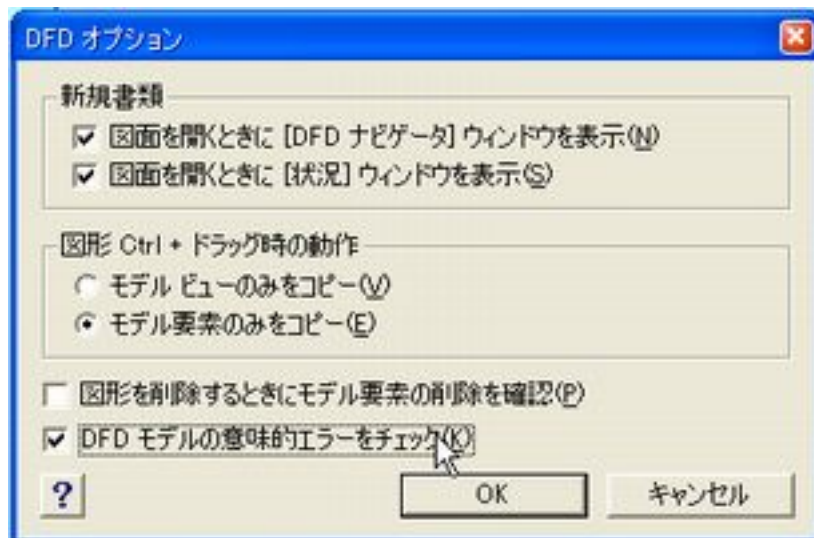 DFD オプション
新規書類
図面を開くときに [DFD ナビゲータ] ウィンドウを表示(N)
図面を開くときに [状況] ウィンドウを表示(S)
図形 Ctrl + ドラッグ時の動作
モデル ビューのみをコピー(V)
モデル要素のみをコピー(E)
図形を削除するときにモデル要素の削除を確認(P)
DFD モデルの意味的エラーをチェック(K)
?
OK
キャンセル